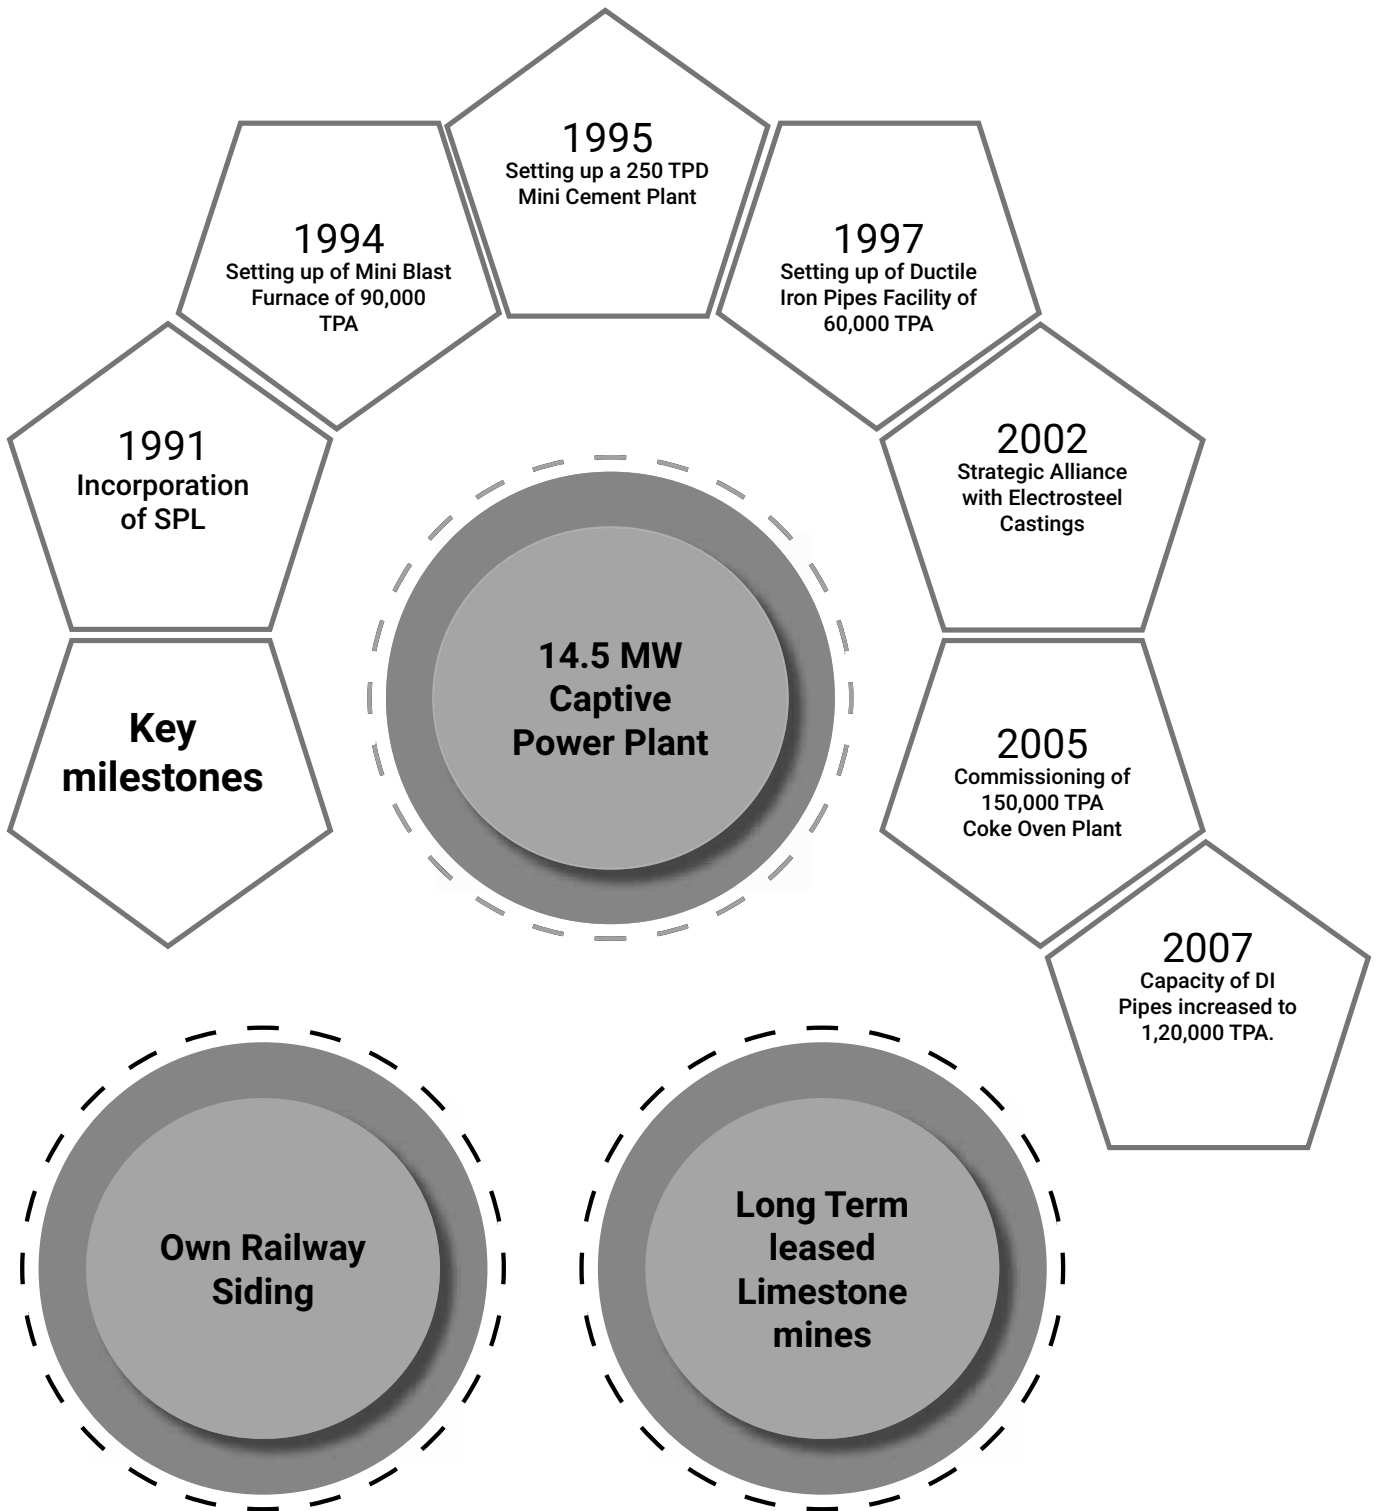 Key
milestones
1991
Incorporation
of SPL
1994
Setting up of Mini Blast
Furnace of 90,000
TPA
1995
Setting up a 250 TPD
Mini Cement Plant
1997
Setting up of Ductile
Iron Pipes Facility of
60,000 TPA
2002
Strategic Alliance
with Electrosteel
Castings
2005
Commissioning of
150,000 TPA
Coke Oven Plant
2007
Capacity of DI
Pipes increased to
1,20,000 TPA.
14.5 MW
Captive
Power Plant
Own Railway
Siding
Long Term
leased
Limestone
mines